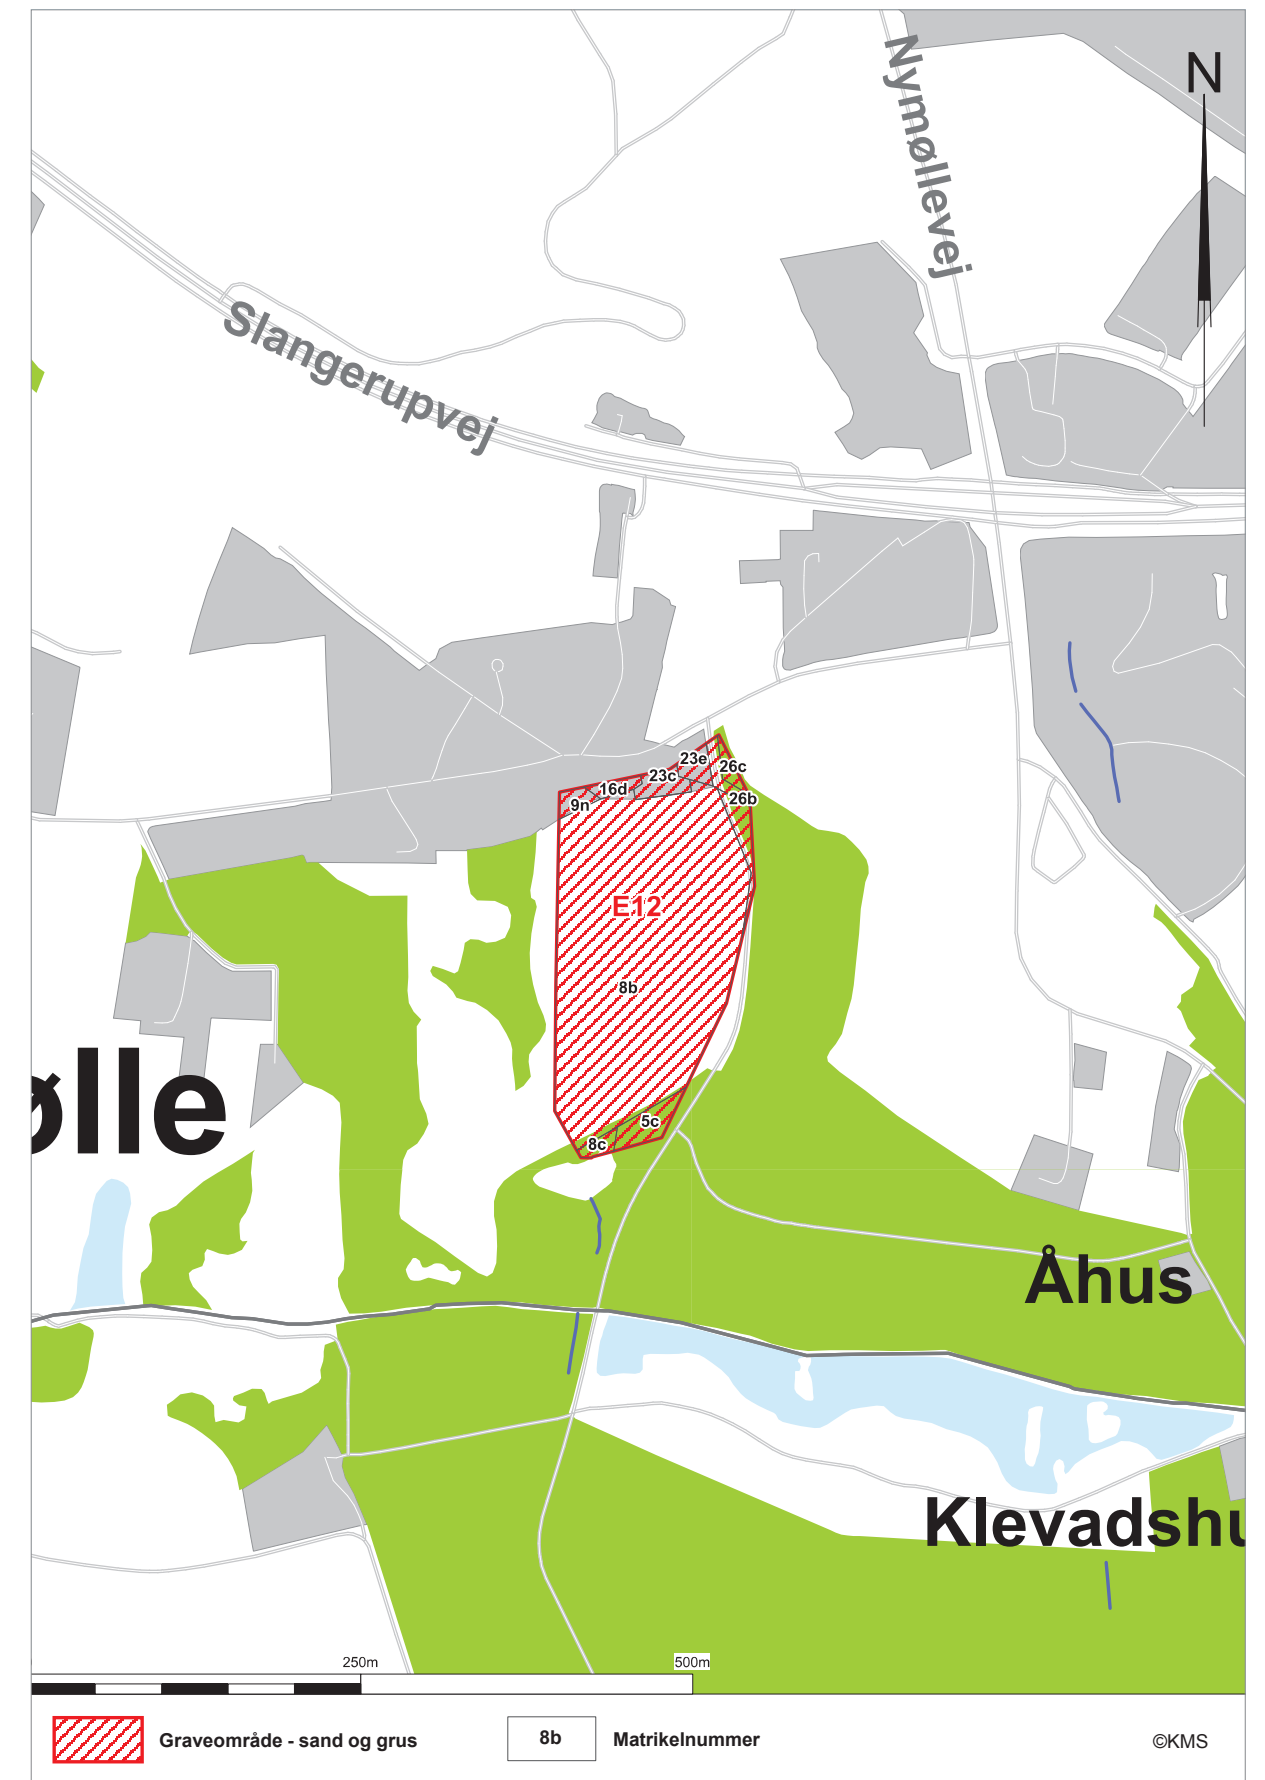 N
Nymøllevej
Slangerupvej
23e
26c
23c
16d
26b
9n
E12
8b
5c
8c
ølle
Åhus
Klevadshu
250m
500m
Graveområde - sand og grus
8b
Matrikelnummer
©KMS